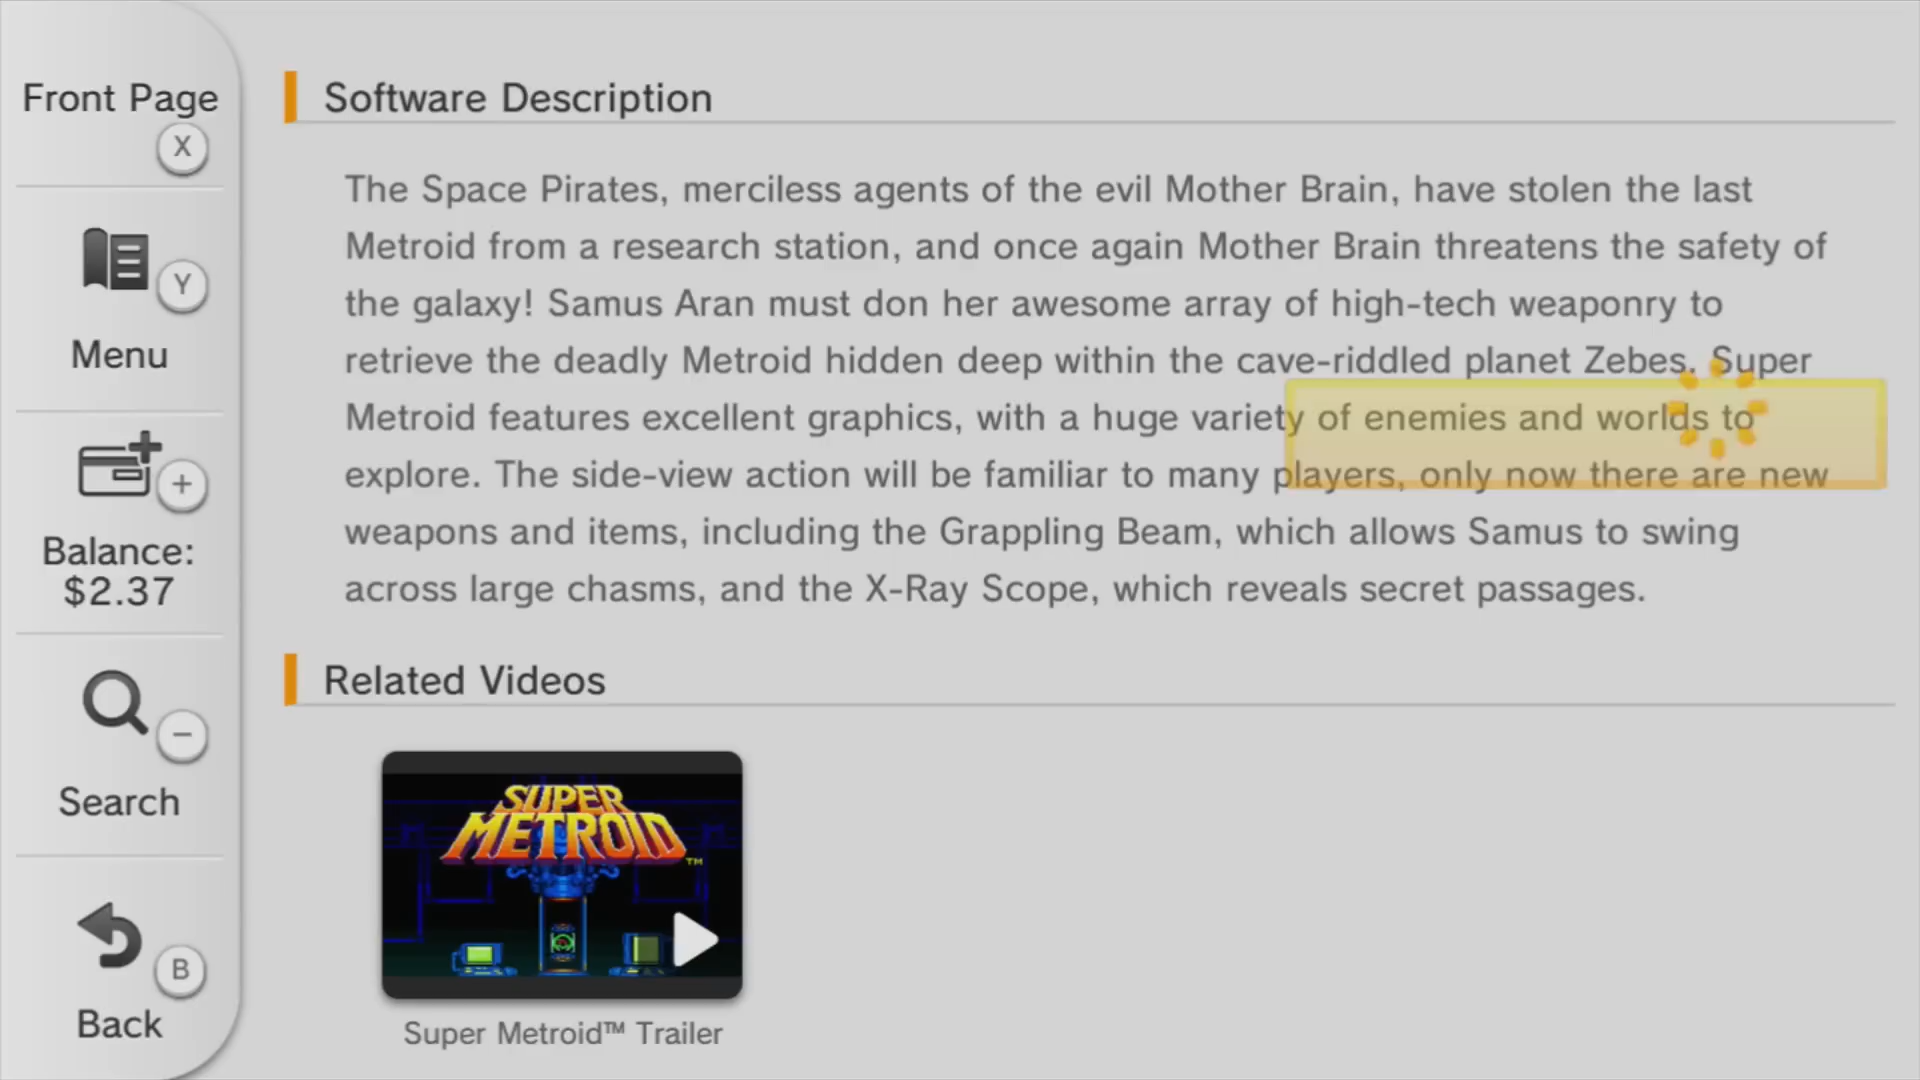 Front Page
X
Y
Menu
+
Balance:
$2.37
−
Search
B
Back
Software Description
The Space Pirates, merciless agents of the evil Mother Brain, have stolen the last
Metroid from a research station, and once again Mother Brain threatens the safety of
the galaxy! Samus Aran must don her awesome array of high-tech weaponry to
retrieve the deadly Metroid hidden deep within the cave-riddled planet Zebes. Super
Metroid features excellent graphics, with a huge variety of enemies and worlds to
explore. The side-view action will be familiar to many players, only now there are new
weapons and items, including the Grappling Beam, which allows Samus to swing
across large chasms, and the X-Ray Scope, which reveals secret passages.
Related Videos
SUPER
METROID™
Super Metroid™ Trailer